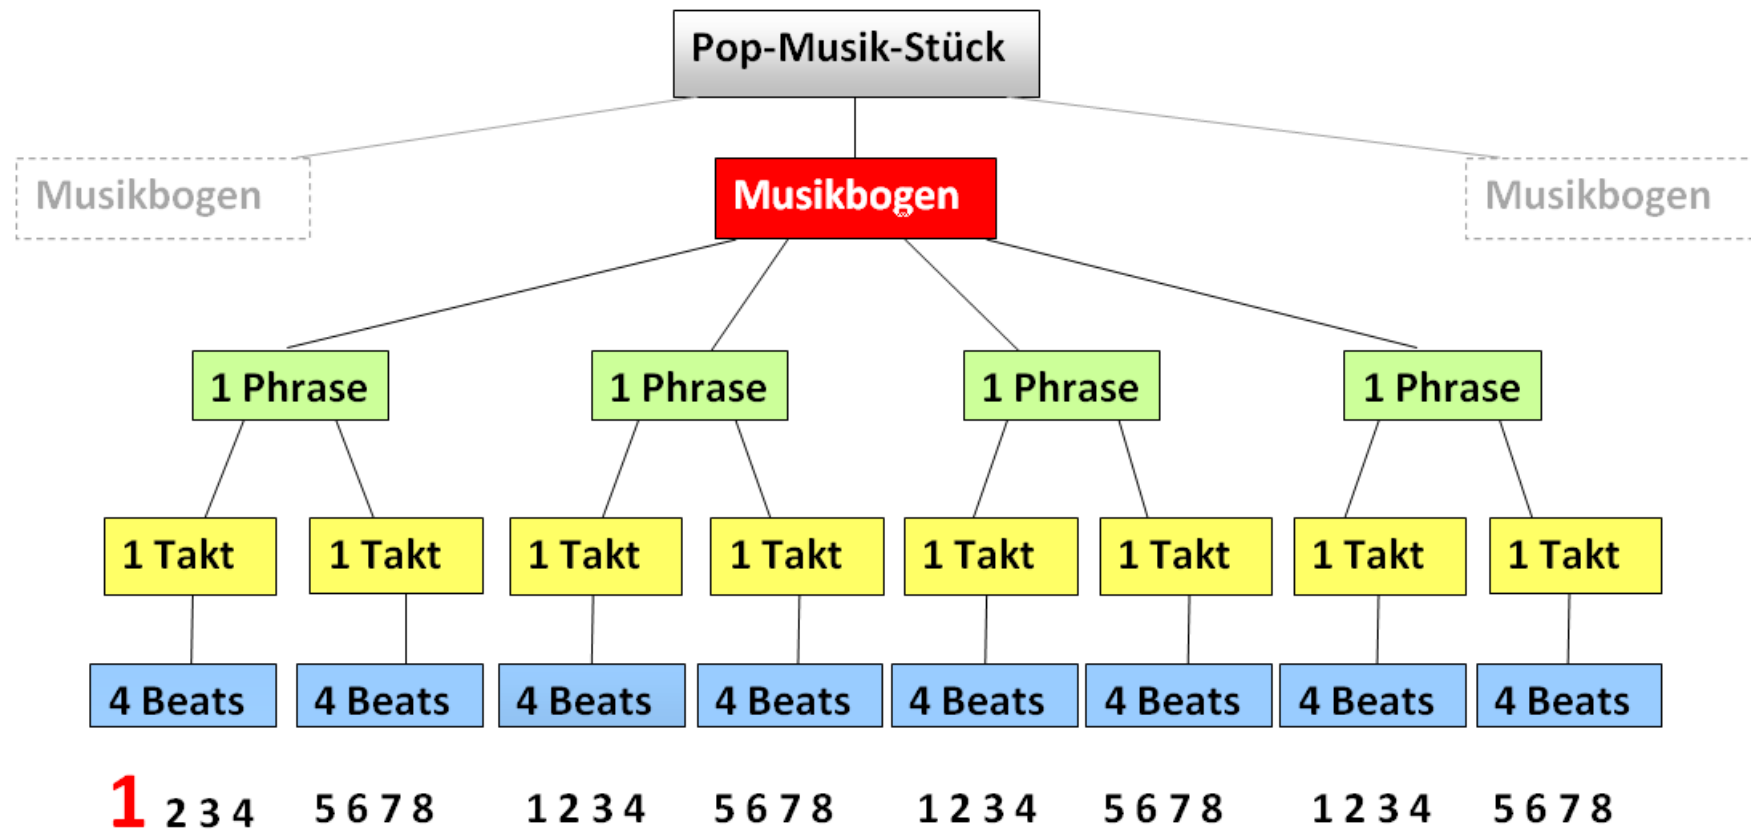 Pop-Musik-Stück
Musikbogen Musikbogen Musikbogen
1 Phrase 1 Phrase 1 Phrase 1 Phrase
1 Takt 1 Takt 1 Takt 1 Takt 1 Takt 1 Takt 1 Takt 1 Takt
4 Beats 4 Beats 4 Beats 4 Beats 4 Beats 4 Beats 4 Beats 4 Beats
1 2 3 4 5 6 7 8 1 2 3 4 5 6 7 8 1 2 3 4 5 6 7 8 1 2 3 4 5 6 7 8